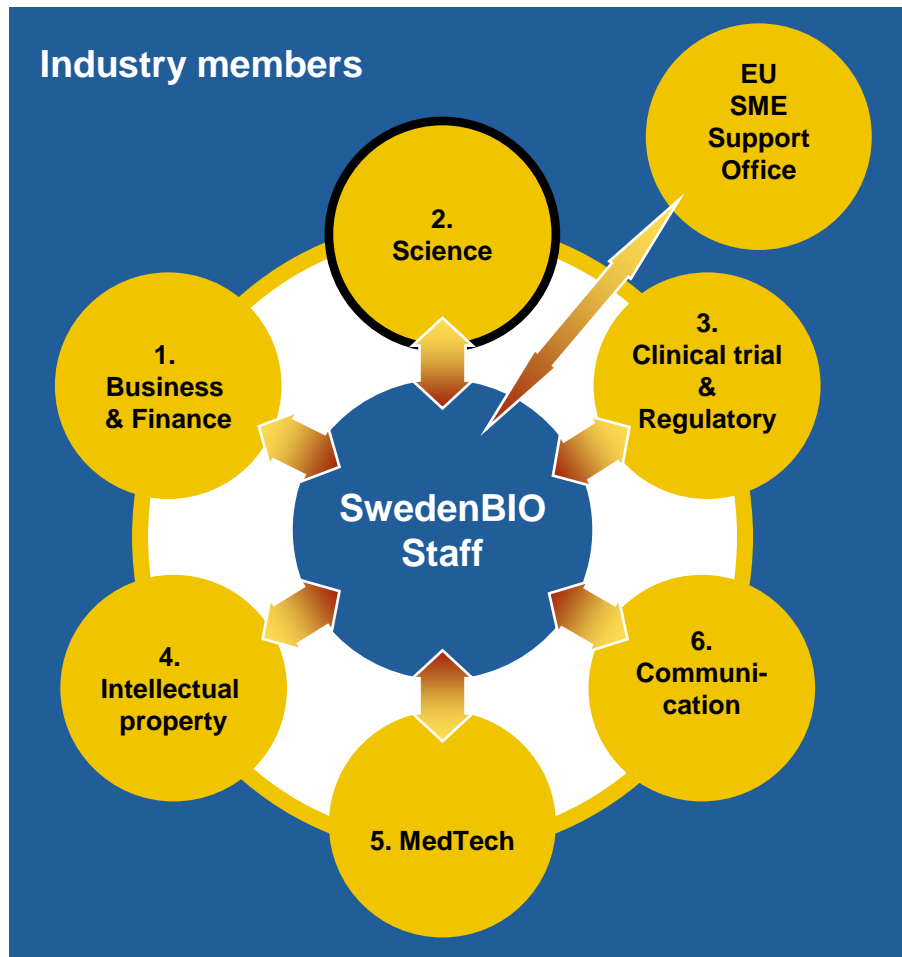 Industry members
EU
SME
Support
Office
2.
Science
1.
Business
& Finance
3.
Clinical trial
&
Regulatory
SwedenBIO
Staff
4.
Intellectual
property
6.
Communi-
cation
5. MedTech